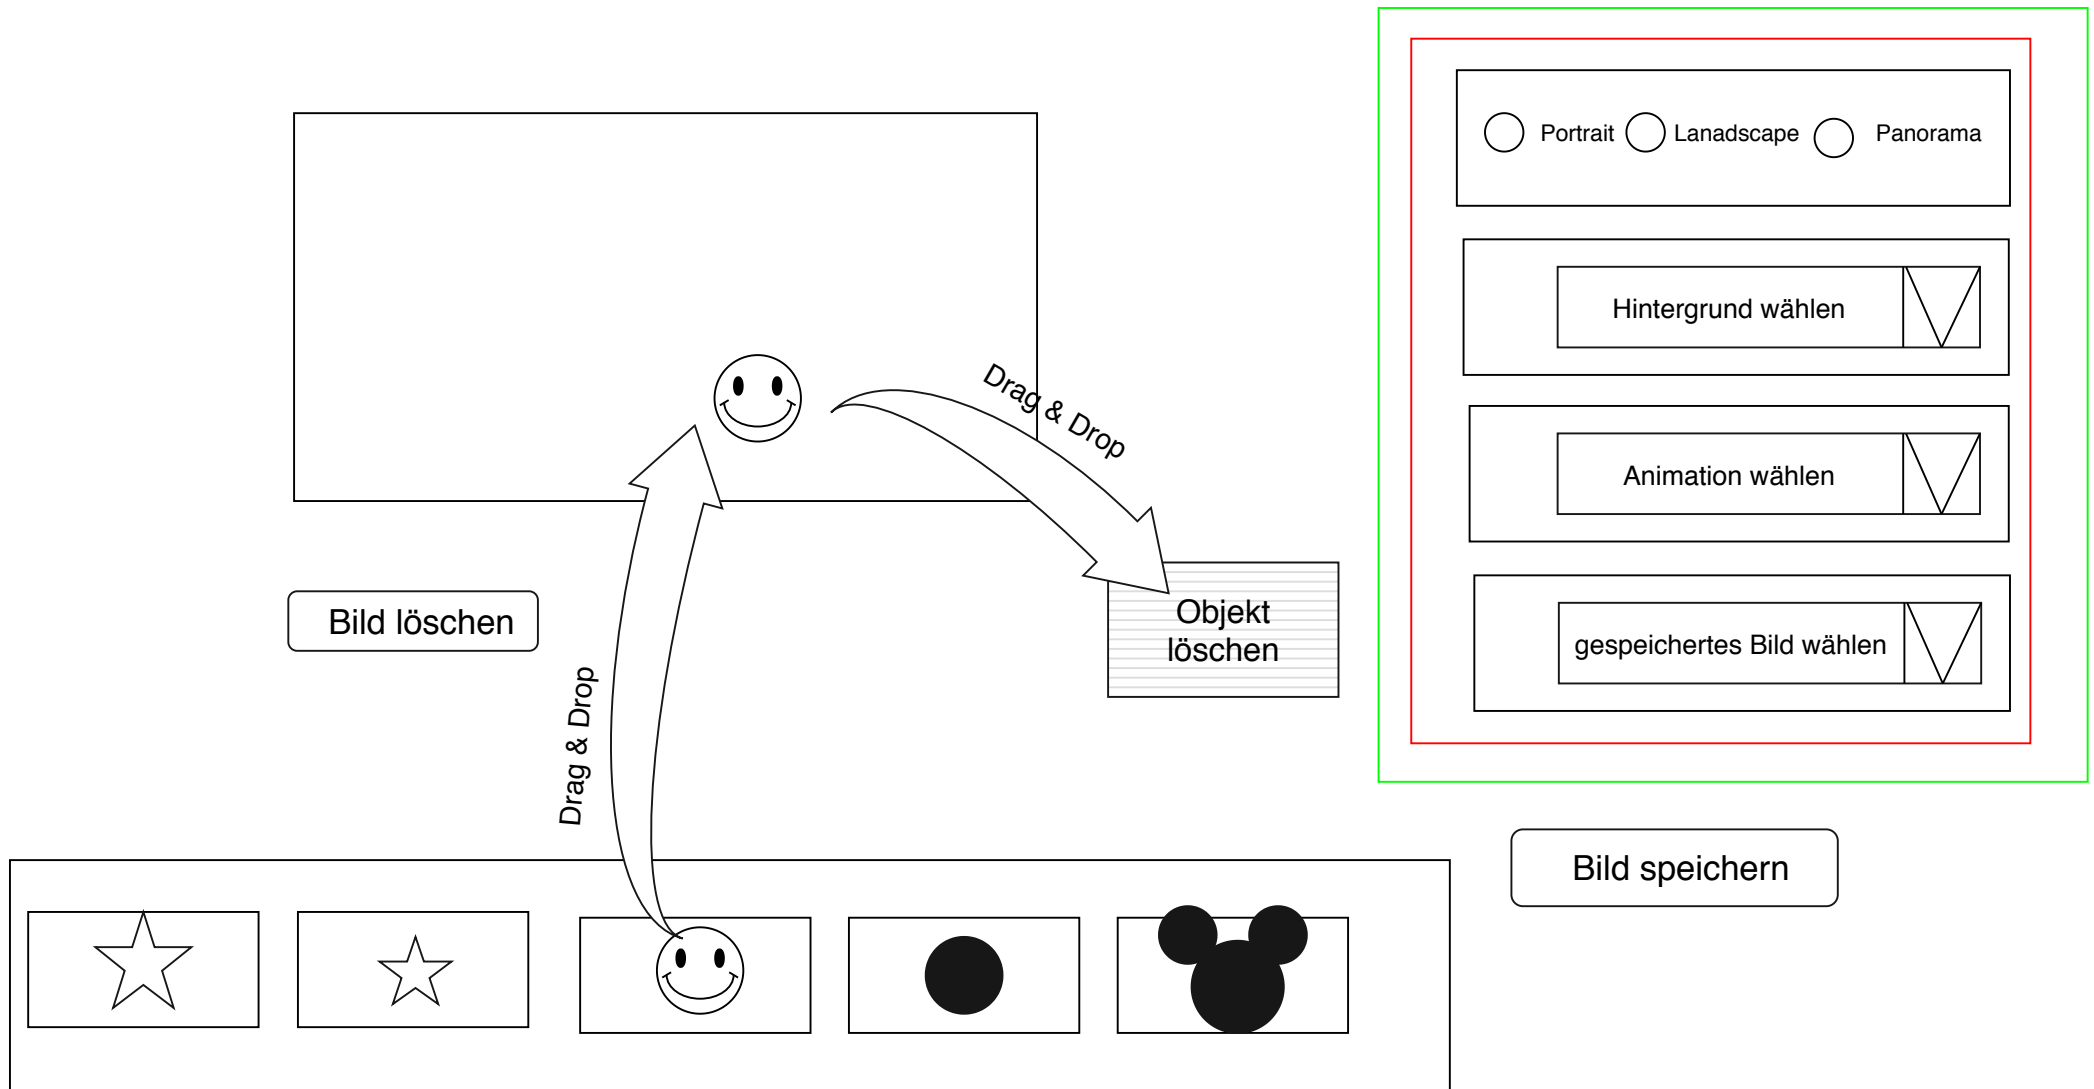 Portrait
Lanadscape
Panorama
Hintergrund wählen
Animation wählen
gespeichertes Bild wählen
Drag & Drop
Objekt
löschen
Bild löschen
Drag & Drop
Bild speichern